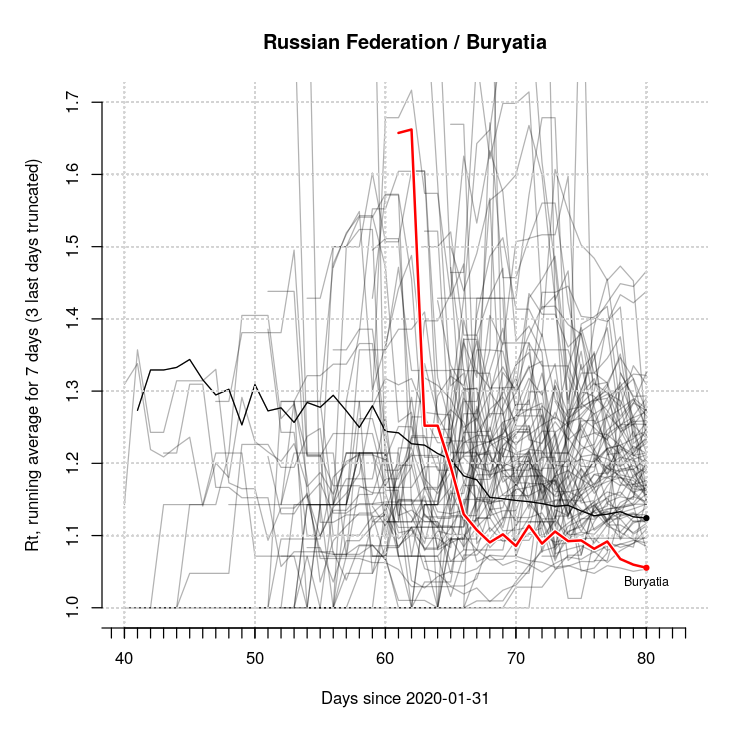 Russian Federation / Buryatia
Rt, running average for 7 days (3 last days truncated)
1.7
1.6
1.5
1.4
1.3
1.2
1.1
1.0
Buryatia
40 50 60 70 80
Days since 2020-01-31